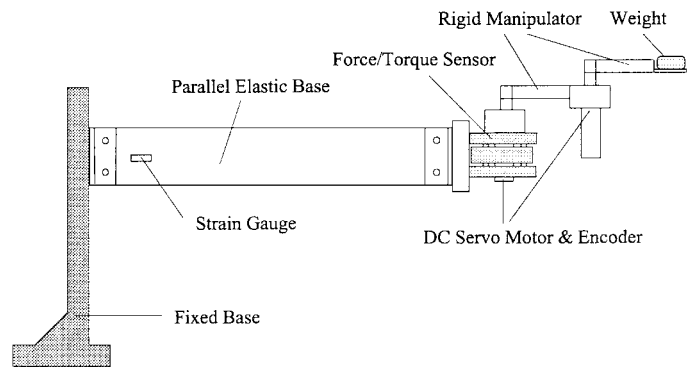 Rigid Manipulator
Weight
Force/Torque Sensor
Parallel Elastic Base
Strain Gauge
DC Servo Motor & Encoder
Fixed Base